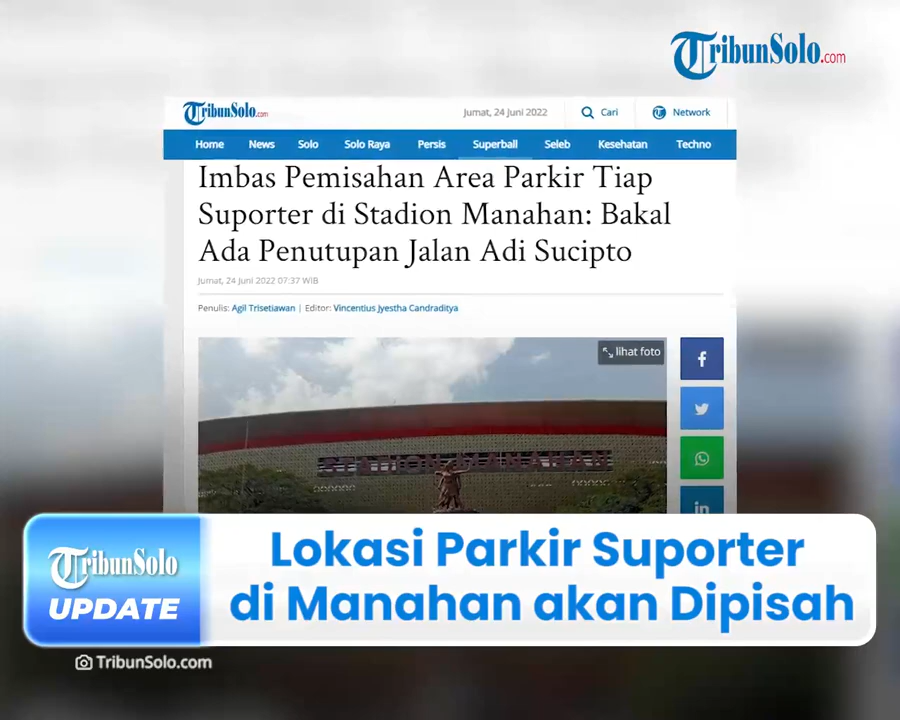 TribunSolo.com
TribunSolo.com
Jumat, 24 Juni 2022
Cari
Network
Home News Solo Solo Raya Persis Superball Seleb Kesehatan Techno
Imbas Pemisahan Area Parkir Tiap
Suporter di Stadion Manahan: Bakal
Ada Penutupan Jalan Adi Sucipto
Jumat, 24 Juni 2022 07:37 WIB
Penulis: Agil Trisetiawan | Editor: Vincentius Jyestha Candraditya
lihat foto
STADION MANAHAN
TribunSolo
UPDATE
Lokasi Parkir Suporter
di Manahan akan Dipisah
TribunSolo.com